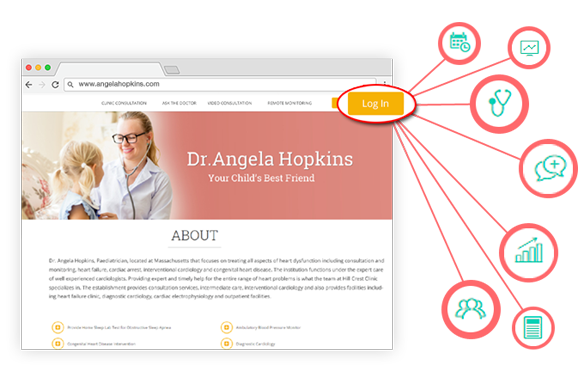 www.angelahopkins.com
CLINIC CONSULTATION ASK THE DOCTOR VIDEO CONSULTATION REMOTE MONITORING
Log In
Dr.Angela Hopkins
Your Child's Best Friend
ABOUT
Dr. Angela Hopkins, Paediatrician, located at Massachusetts that focuses on treating all aspects of heart dysfunction including consultation and
monitoring, heart failure, cardiac arrest, interventional cardiology and congenital heart disease. The institution functions under the expert care
of well experienced cardiologists. Providing expert and timely help for the entire range of heart problems is what the team at Hill Crest Clinic
specializes in. The establishment provides consultation services, intermediate care, interventional cardiology and also provides facilities includ-
ing heart failure clinic, diagnostic cardiology, cardiac electrophysiology and outpatient facilities.
Provide Home Sleep Lab Test for Obstructive Sleep Apnea
Ambulatory Blood Pressure Monitor
Congenital Heart Disease Intervention
Diagnostic Cardiology